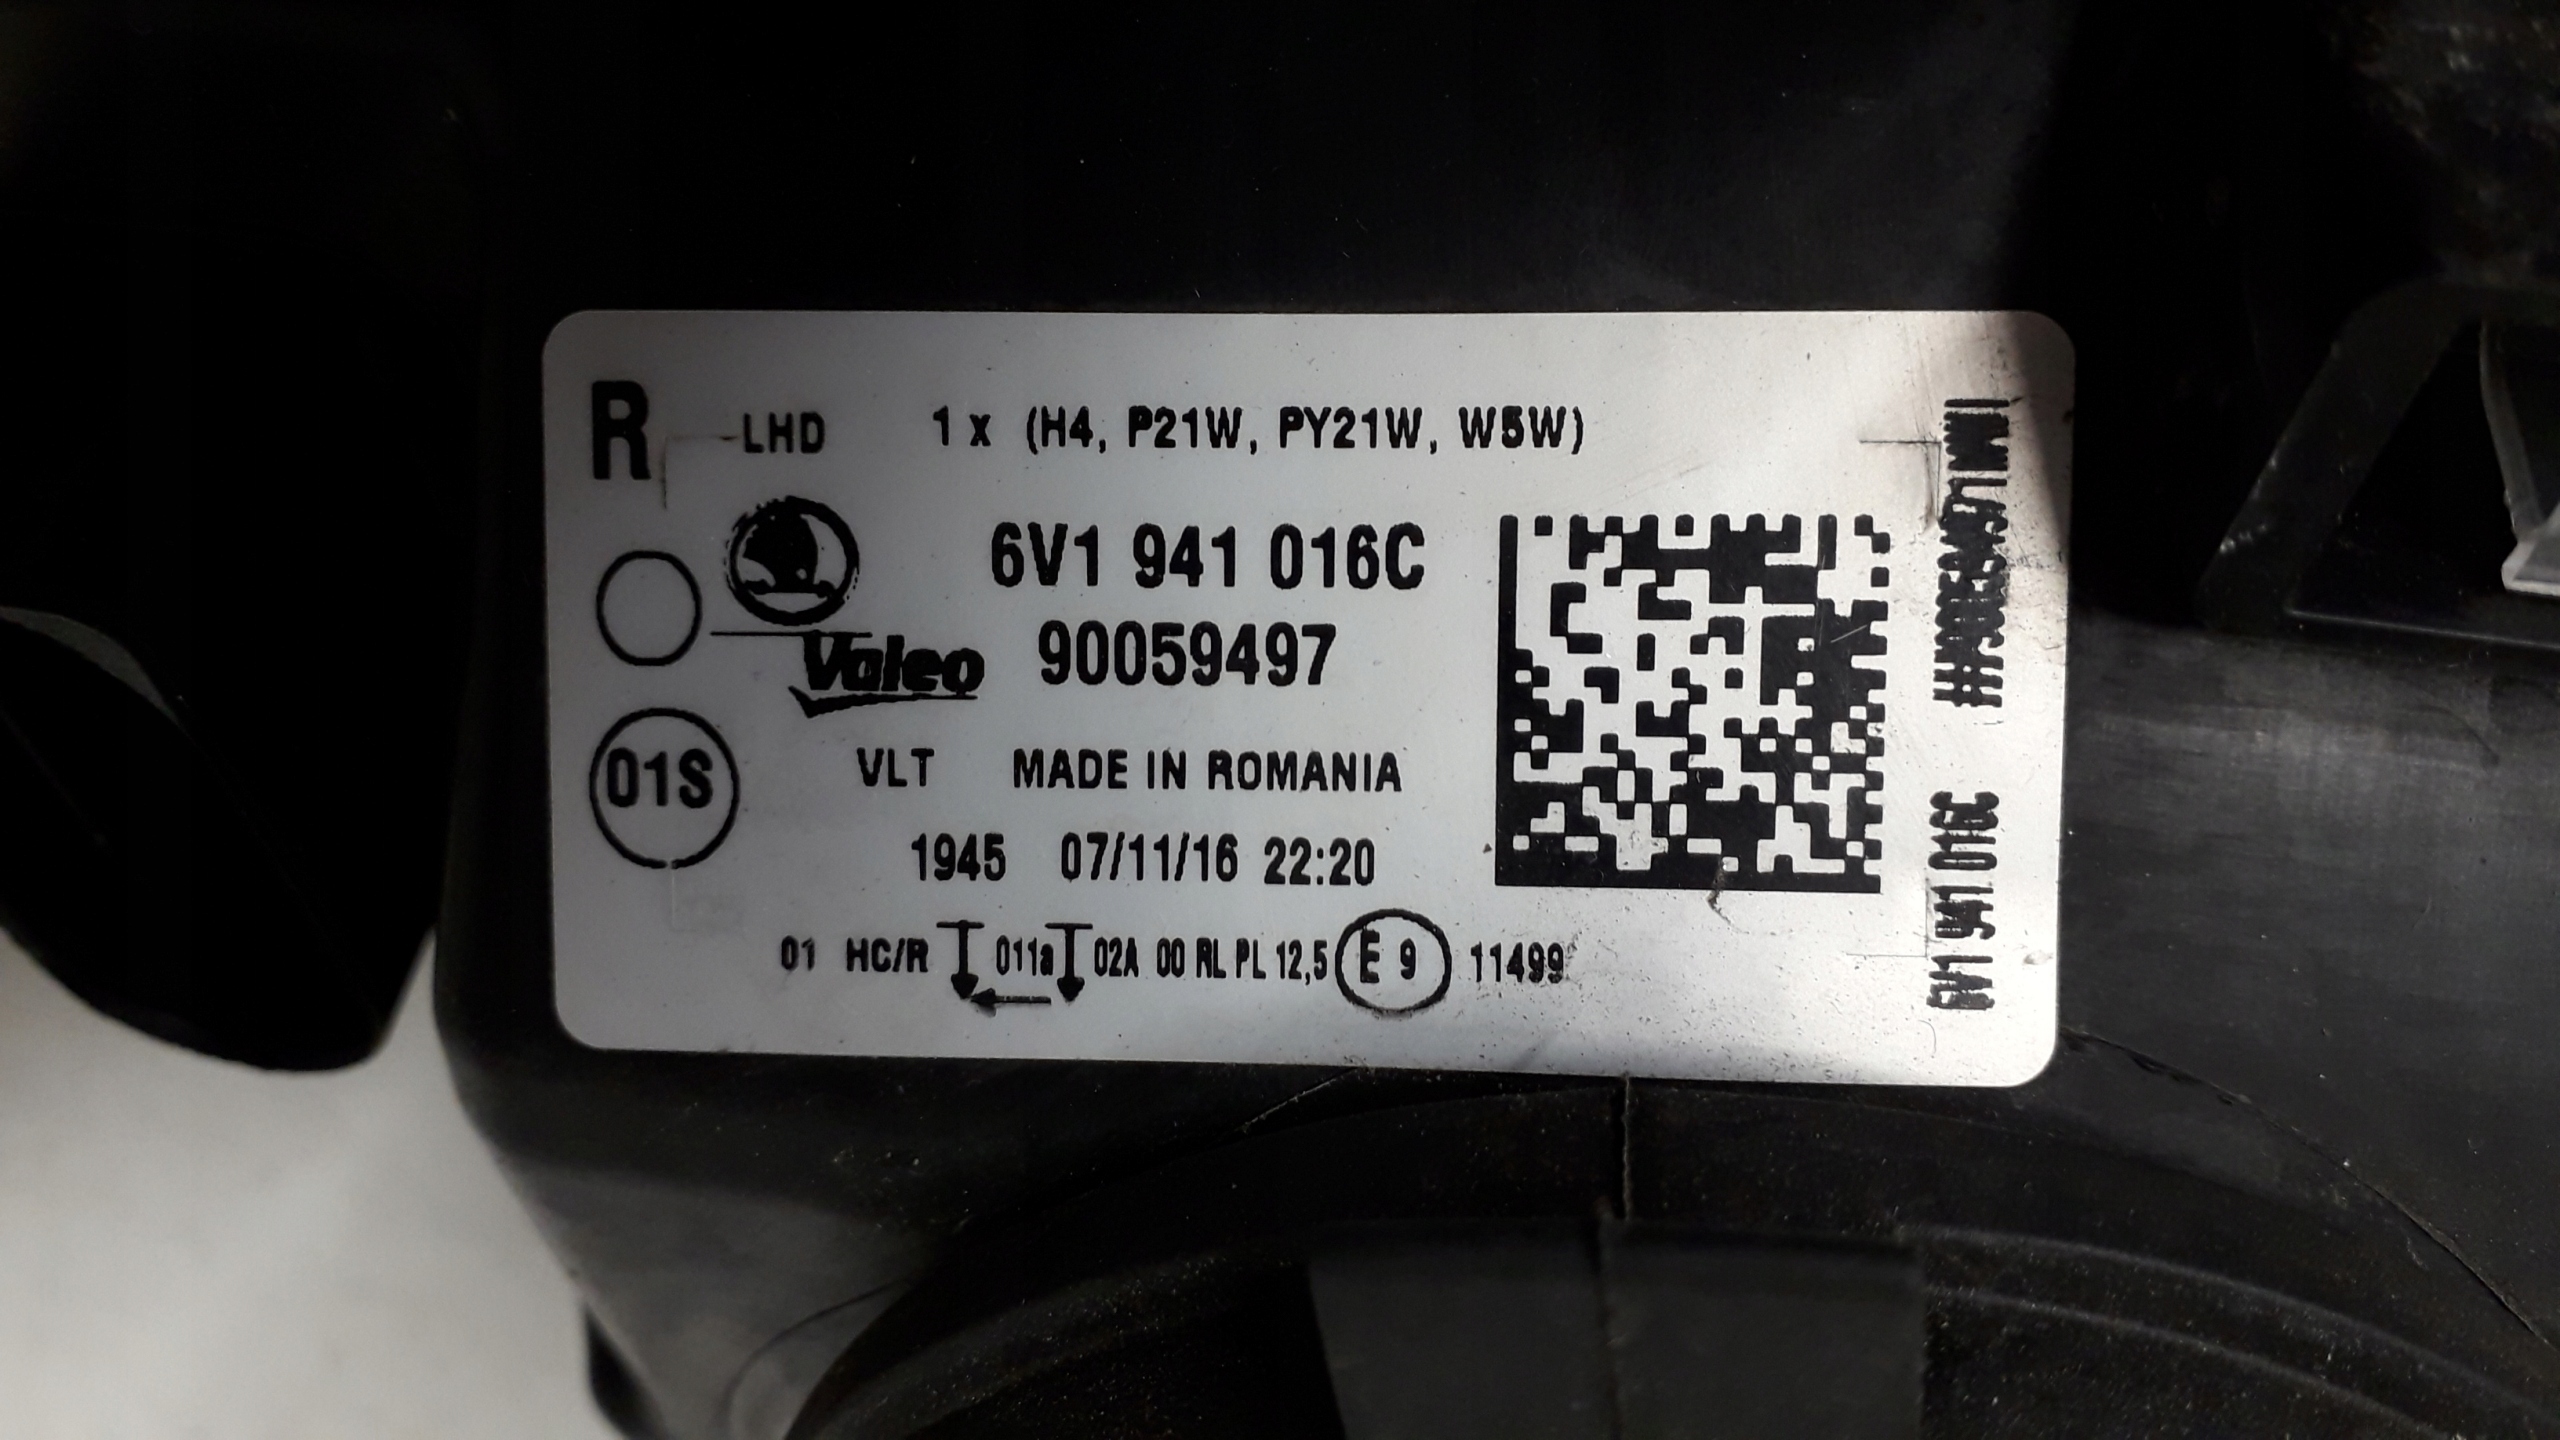 R LHD 1 x (H4, P21W, PY21W, W5W)
6V1 941 016C
Valeo 90059497
01S
VLT MADE IN ROMANIA
1945 07/11/16 22:20
01 HC/R 011a 02A 00 RL PL 12,5 E 9 11499
6V1 941 016C